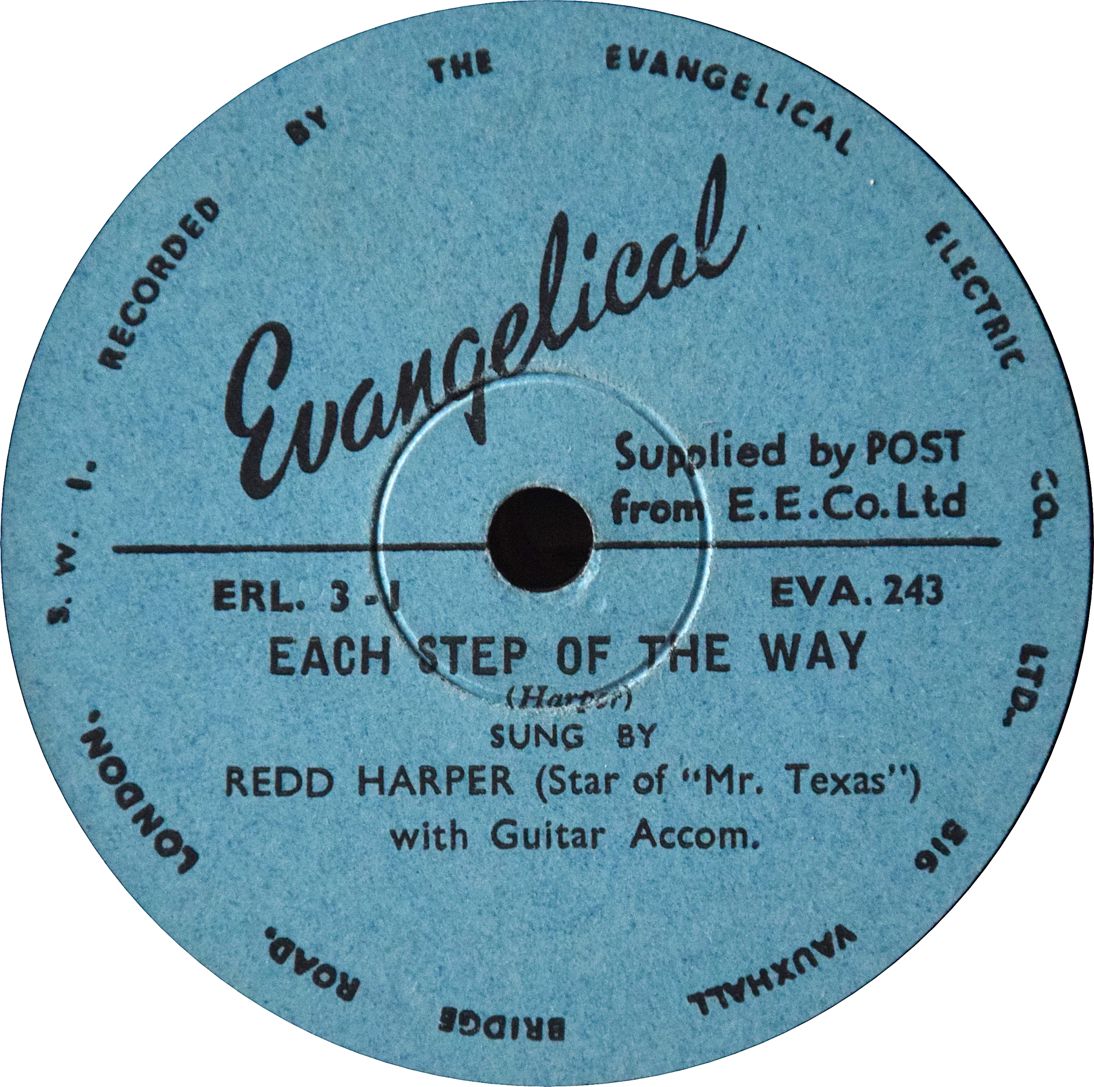 RECORDED BY THE EVANGELICAL ELECTRIC CO. LTD. 316 VAUXHALL BRIDGE ROAD. LONDON, S. W. 1.
Evangelical
Supplied by POST
from E.E.Co.Ltd
ERL. 3 - 1 EVA. 243
EACH STEP OF THE WAY
(Harper)
SUNG BY
REDD HARPER (Star of "Mr. Texas")
with Guitar Accom.